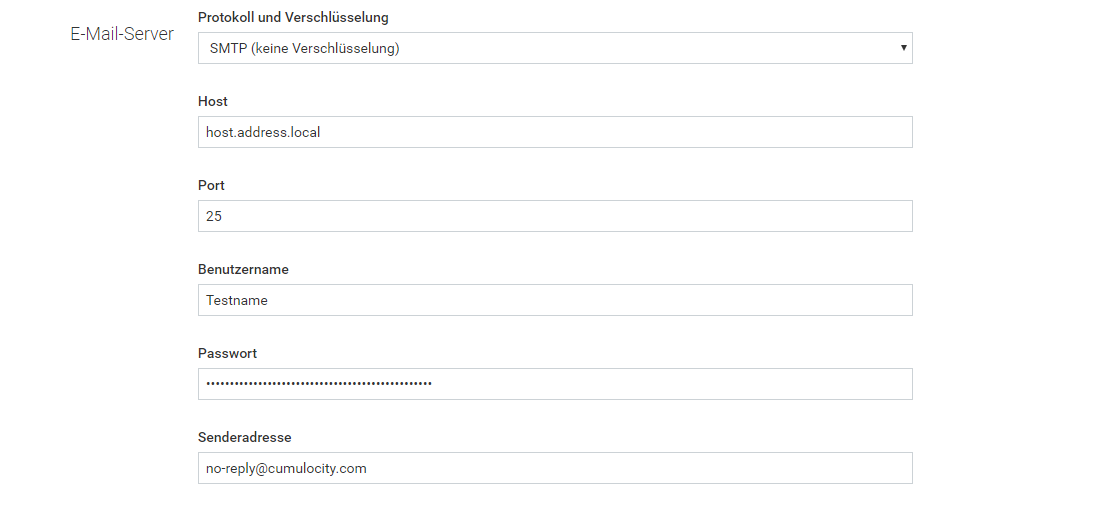 Protokoll und Verschlüsselung
E-Mail-Server
SMTP (keine Verschlüsselung)
Host
host.address.local
Port
25
Benutzername
Testname
Passwort
••••••••••••••••••••••••••••••••••••••••••••••••
Senderadresse
no-reply@cumulocity.com